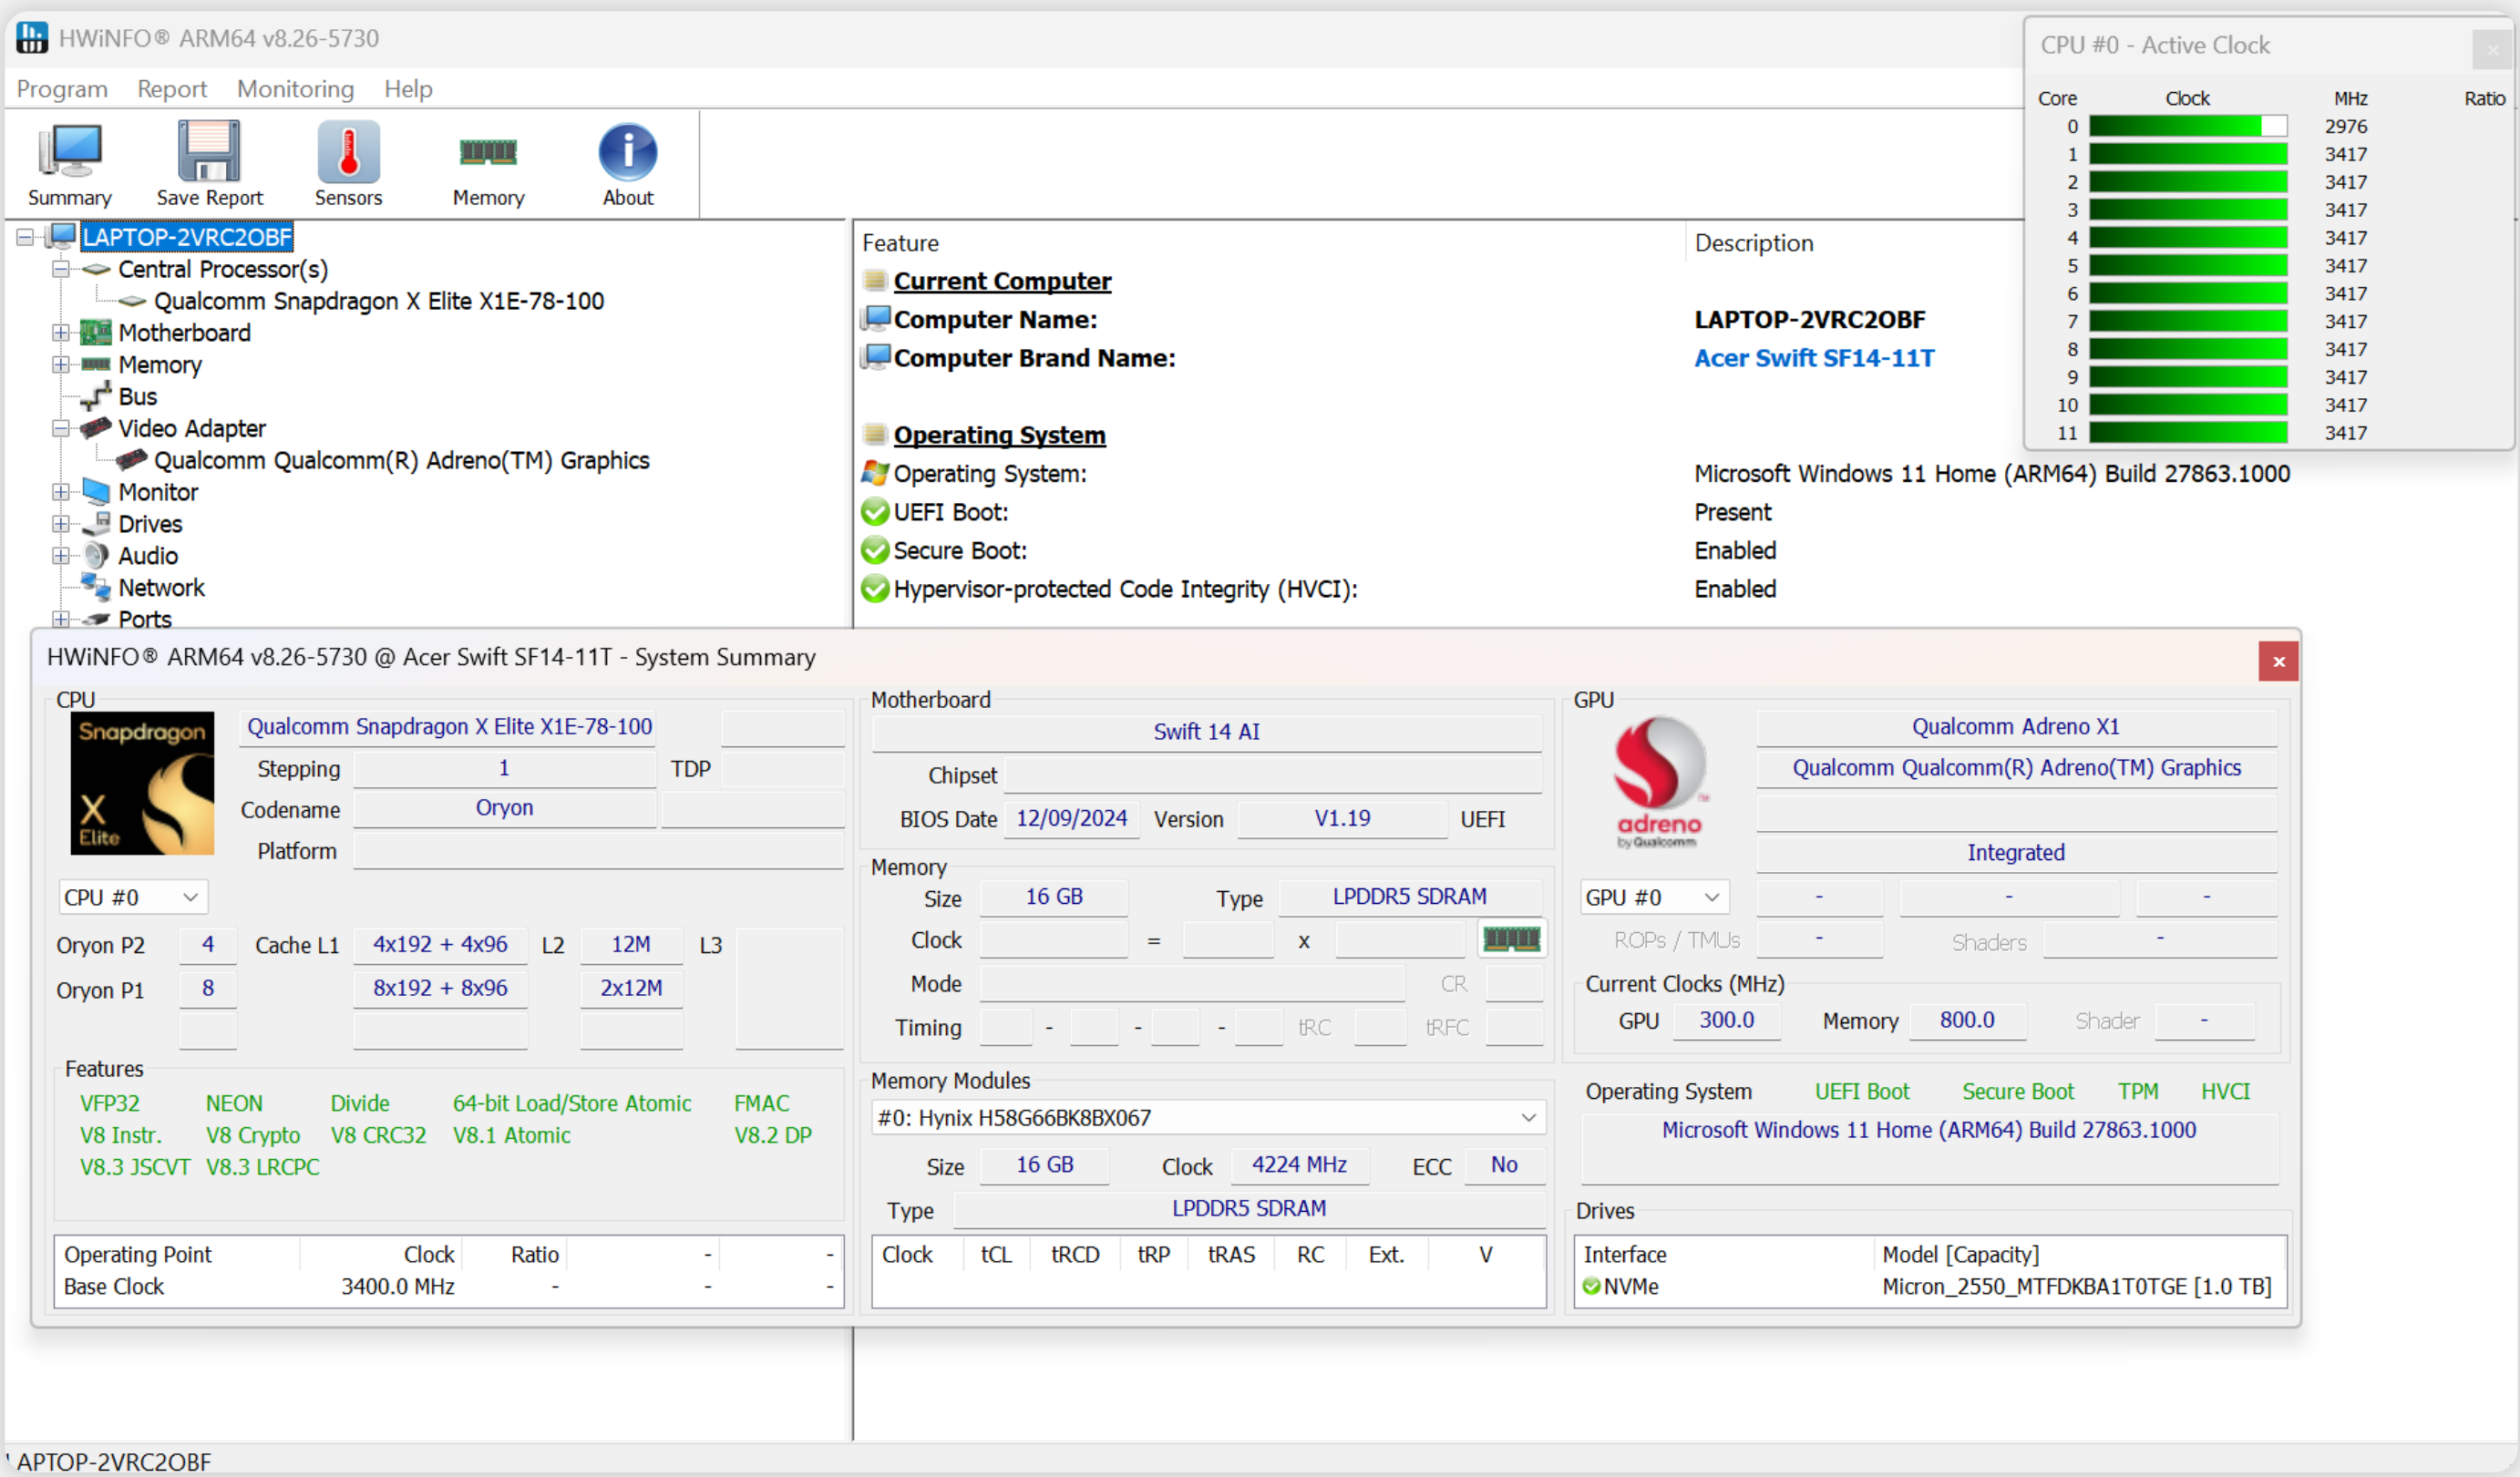 HWiNFO® ARM64 v8.26-5730
Program Report Monitoring Help
Summary Save Report Sensors Memory About
CPU #0 - Active Clock
Core Clock MHz Ratio
0 2976
1 3417
2 3417
3 3417
4 3417
5 3417
6 3417
7 3417
8 3417
9 3417
10 3417
11 3417
LAPTOP-2VRC2OBF
Central Processor(s)
Qualcomm Snapdragon X Elite X1E-78-100
Motherboard
Memory
Bus
Video Adapter
Qualcomm Qualcomm(R) Adreno(TM) Graphics
Monitor
Drives
Audio
Network
Ports
Feature Description
Current Computer
Computer Name: LAPTOP-2VRC2OBF
Computer Brand Name: Acer Swift SF14-11T
Operating System
Operating System: Microsoft Windows 11 Home (ARM64) Build 27863.1000
UEFI Boot: Present
Secure Boot: Enabled
Hypervisor-protected Code Integrity (HVCI): Enabled
HWiNFO® ARM64 v8.26-5730 @ Acer Swift SF14-11T - System Summary
CPU
Snapdragon
X
Elite
Qualcomm Snapdragon X Elite X1E-78-100
Stepping 1 TDP
Codename Oryon
Platform
CPU #0
Oryon P2 4 Cache L1 4x192 + 4x96 L2 12M L3
Oryon P1 8 8x192 + 8x96 2x12M
Features
VFP32 NEON Divide 64-bit Load/Store Atomic FMAC
V8 Instr. V8 Crypto V8 CRC32 V8.1 Atomic V8.2 DP
V8.3 JSCVT V8.3 LRCPC
Operating Point Clock Ratio - -
Base Clock 3400.0 MHz - - -
Motherboard
Swift 14 AI
Chipset
BIOS Date 12/09/2024 Version V1.19 UEFI
Memory
Size 16 GB Type LPDDR5 SDRAM
Clock = x
Mode CR
Timing - - - tRC tRFC
Memory Modules
#0: Hynix H58G66BK8BX067
Size 16 GB Clock 4224 MHz ECC No
Type LPDDR5 SDRAM
Clock tCL tRCD tRP tRAS RC Ext. V
GPU
adreno
by Qualcomm
Qualcomm Adreno X1
Qualcomm Qualcomm(R) Adreno(TM) Graphics
Integrated
GPU #0 - - -
ROPs / TMUs - Shaders -
Current Clocks (MHz)
GPU 300.0 Memory 800.0 Shader -
Operating System UEFI Boot Secure Boot TPM HVCI
Microsoft Windows 11 Home (ARM64) Build 27863.1000
Drives
Interface Model [Capacity]
NVMe Micron_2550_MTFDKBA1T0TGE [1.0 TB]
LAPTOP-2VRC2OBF